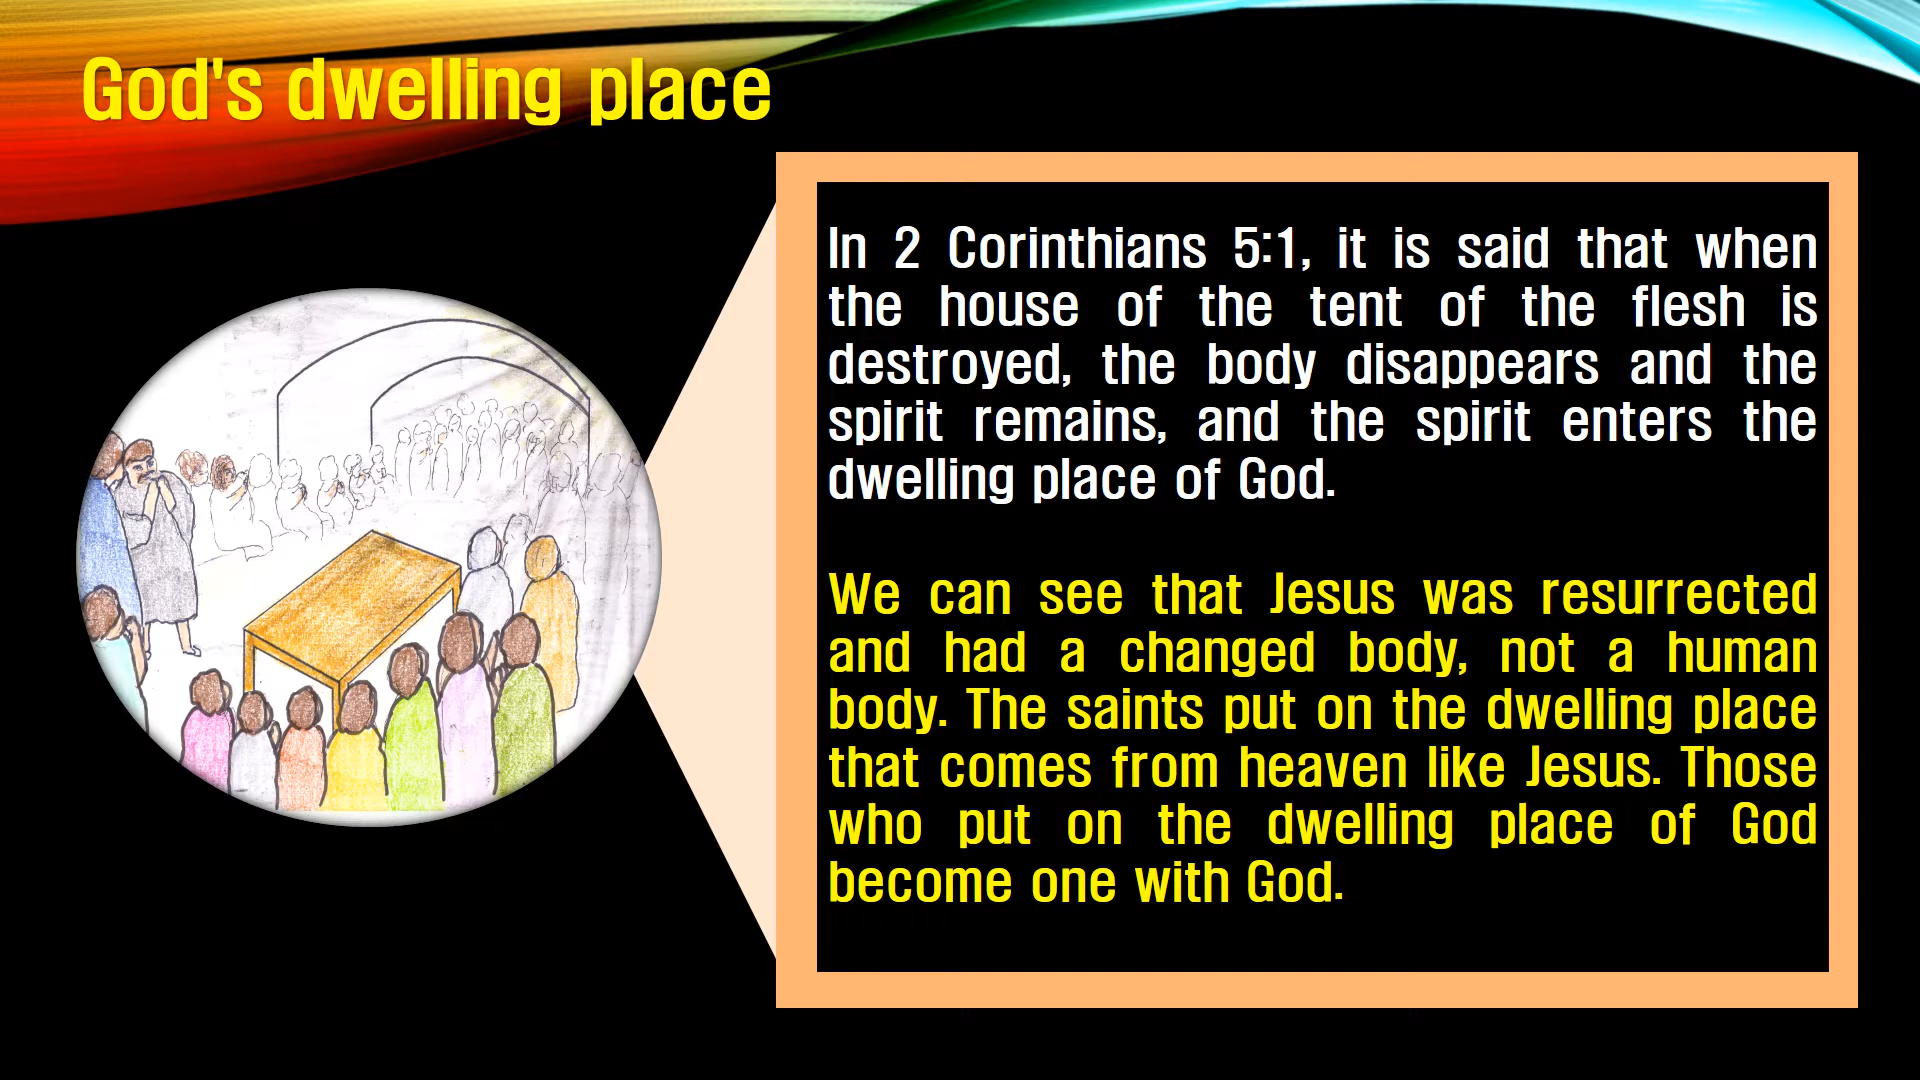 God's dwelling place
In 2 Corinthians 5:1, it is said that when
the house of the tent of the flesh is
destroyed, the body disappears and the
spirit remains, and the spirit enters the
dwelling place of God.
We can see that Jesus was resurrected
and had a changed body, not a human
body. The saints put on the dwelling place
that comes from heaven like Jesus. Those
who put on the dwelling place of God
become one with God.